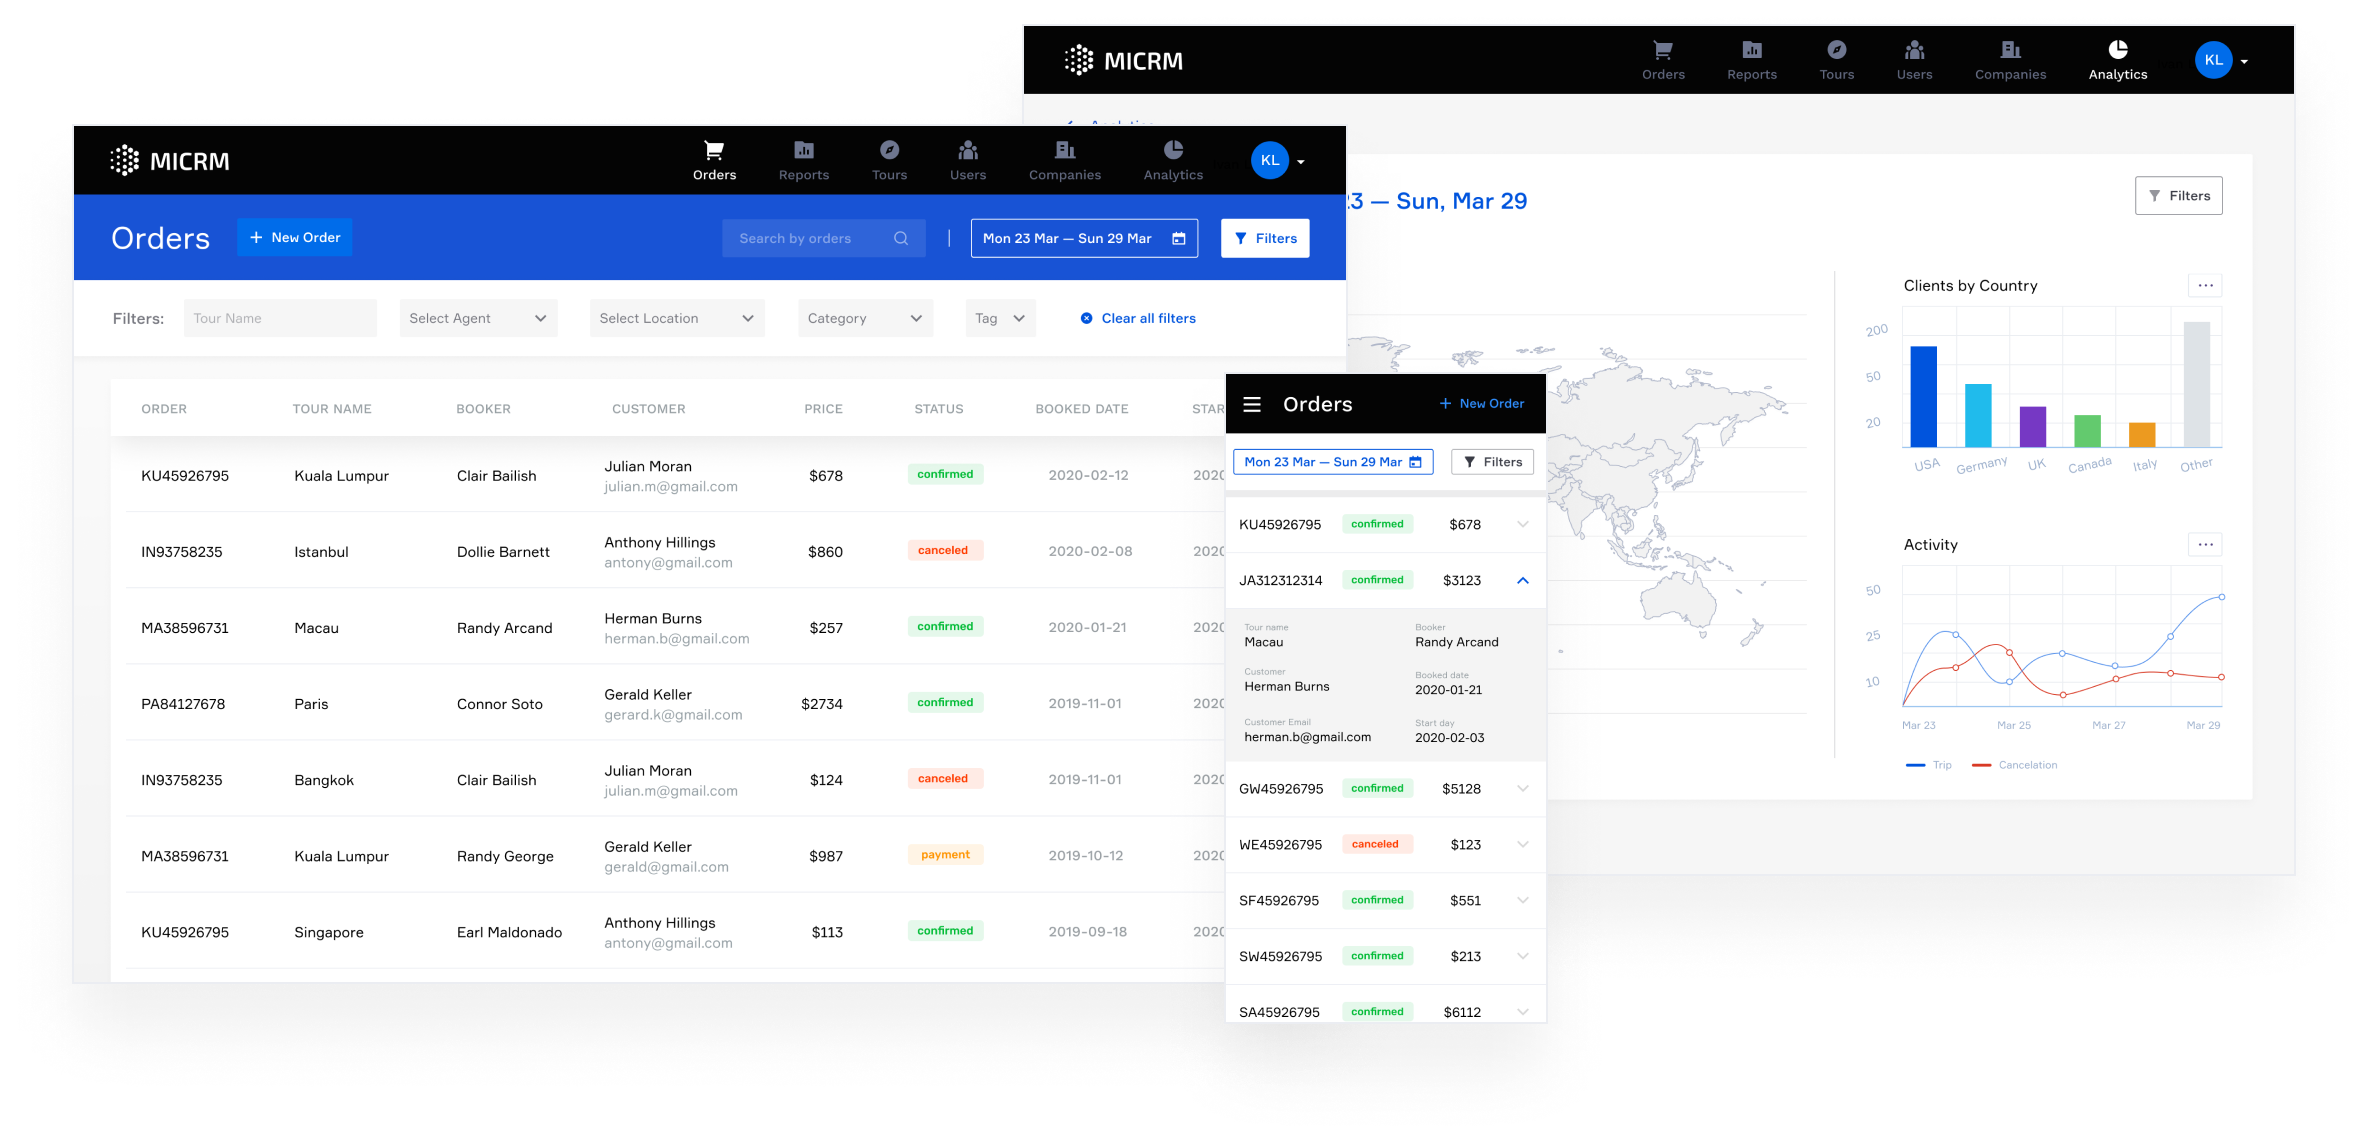 MICRM
Orders Reports Tours Users Companies Analytics KL
23 — Sun, Mar 29
Filters
Clients by Country
200
50
20
USA Germany UK Canada Italy Other
Activity
50
25
10
Mar 23 Mar 25 Mar 27 Mar 29
Trip Cancelation
MICRM
Orders Reports Tours Users Companies Analytics KL
Orders + New Order Search by orders Mon 23 Mar — Sun 29 Mar Filters
Filters: Tour Name Select Agent Select Location Category Tag Clear all filters
ORDER TOUR NAME BOOKER CUSTOMER PRICE STATUS BOOKED DATE STAR
KU45926795 Kuala Lumpur Clair Bailish Julian Moran $678 confirmed 2020-02-12 202
julian.m@gmail.com
IN93758235 Istanbul Dollie Barnett Anthony Hillings $860 canceled 2020-02-08 202
antony@gmail.com
MA38596731 Macau Randy Arcand Herman Burns $257 confirmed 2020-01-21 202
herman.b@gmail.com
PA84127678 Paris Connor Soto Gerald Keller $2734 confirmed 2019-11-01 202
gerard.k@gmail.com
IN93758235 Bangkok Clair Bailish Julian Moran $124 canceled 2019-11-01 202
julian.m@gmail.com
MA38596731 Kuala Lumpur Randy George Gerald Keller $987 payment 2019-10-12 202
gerald@gmail.com
KU45926795 Singapore Earl Maldonado Anthony Hillings $113 confirmed 2019-09-18 202
antony@gmail.com
Orders + New Order
Mon 23 Mar — Sun 29 Mar Filters
KU45926795 confirmed $678
JA312312314 confirmed $3123
Tour name Booker
Macau Randy Arcand
Customer Booked date
Herman Burns 2020-01-21
Customer Email Start day
herman.b@gmail.com 2020-02-03
GW45926795 confirmed $5128
WE45926795 canceled $123
SF45926795 confirmed $551
SW45926795 confirmed $213
SA45926795 confirmed $6112